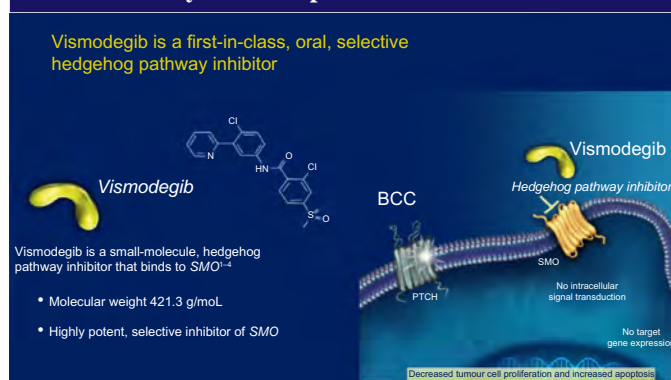 Vismodegib is a first-in-class, oral, selective
hedgehog pathway inhibitor
Cl
N
HN
O
Cl
S
O
O
Vismodegib
Vismodegib is a small-molecule, hedgehog
pathway inhibitor that binds to SMO¹⁻⁴
• Molecular weight 421.3 g/moL
• Highly potent, selective inhibitor of SMO
BCC
Vismodegib
Hedgehog pathway inhibitor
SMO
PTCH
No intracellular
signal transduction
No target
gene expression
Decreased tumour cell proliferation and increased apoptosis